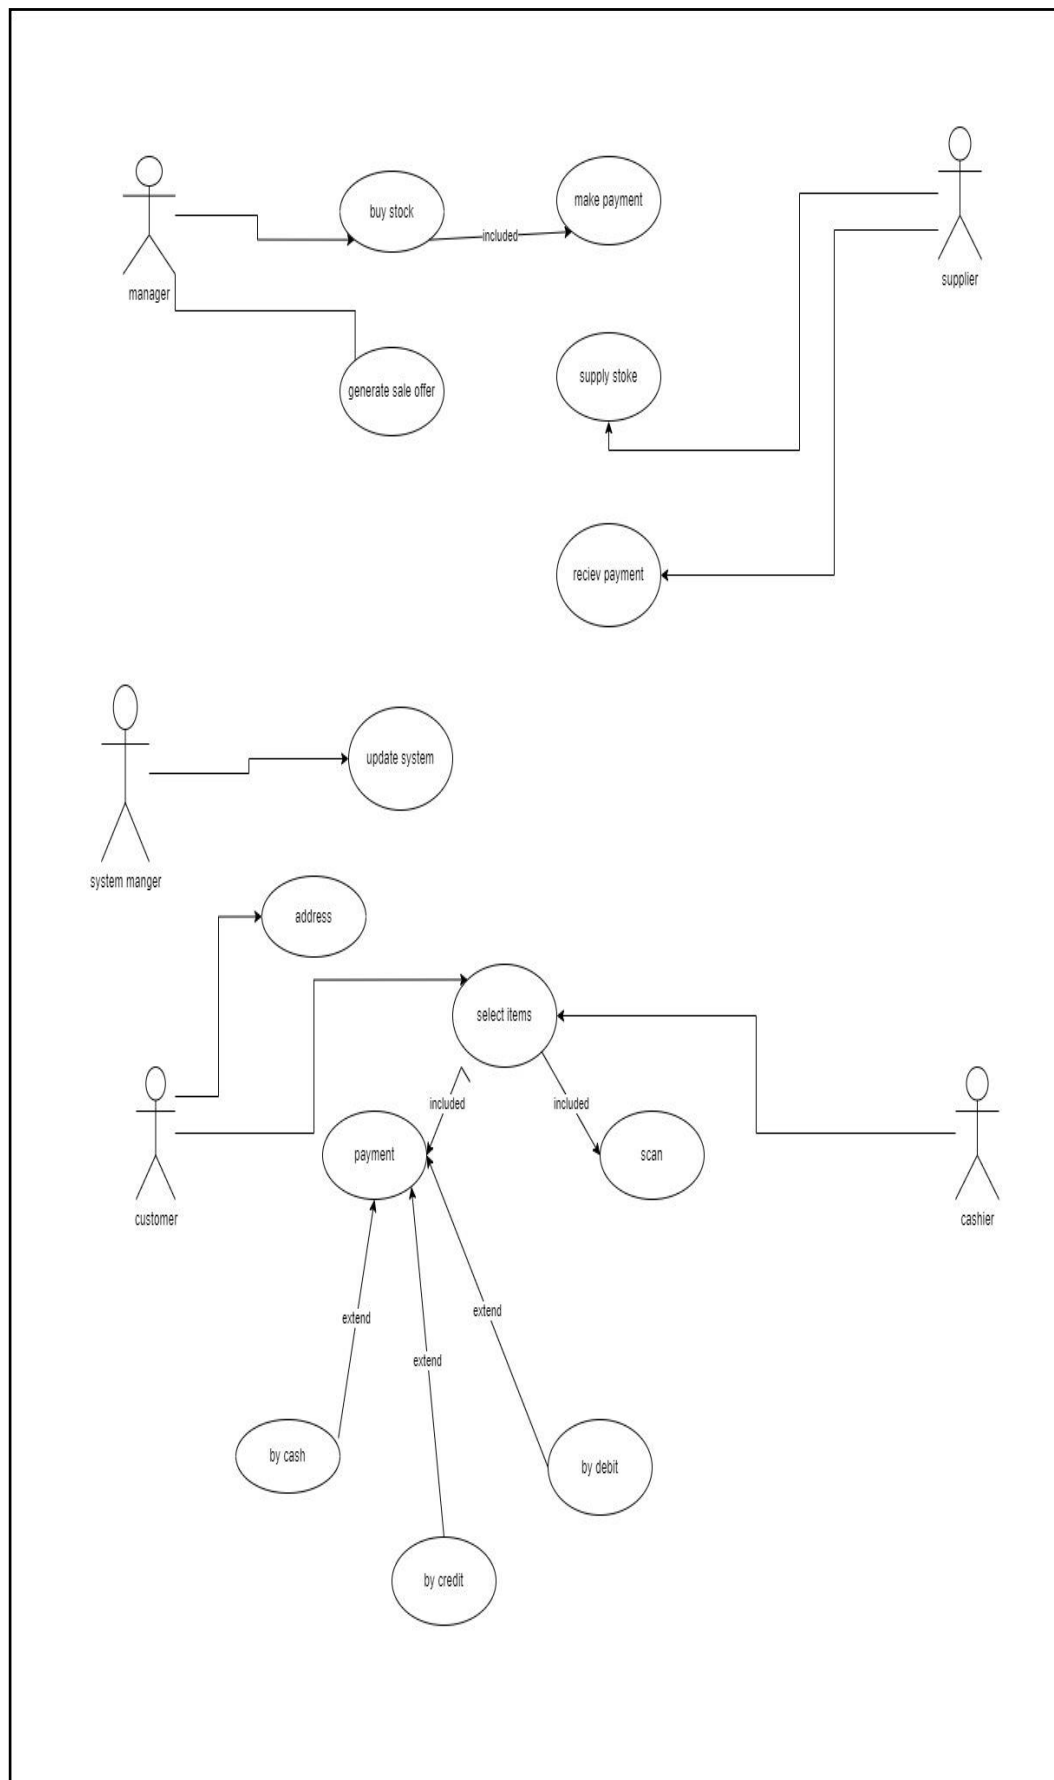 buy stock
make payment
included
manager
supplier
generate sale offer
supply stoke
reciev payment
update system
system manger
address
select items
included
included
payment
scan
customer
cashier
extend
extend
extend
by cash
by debit
by credit